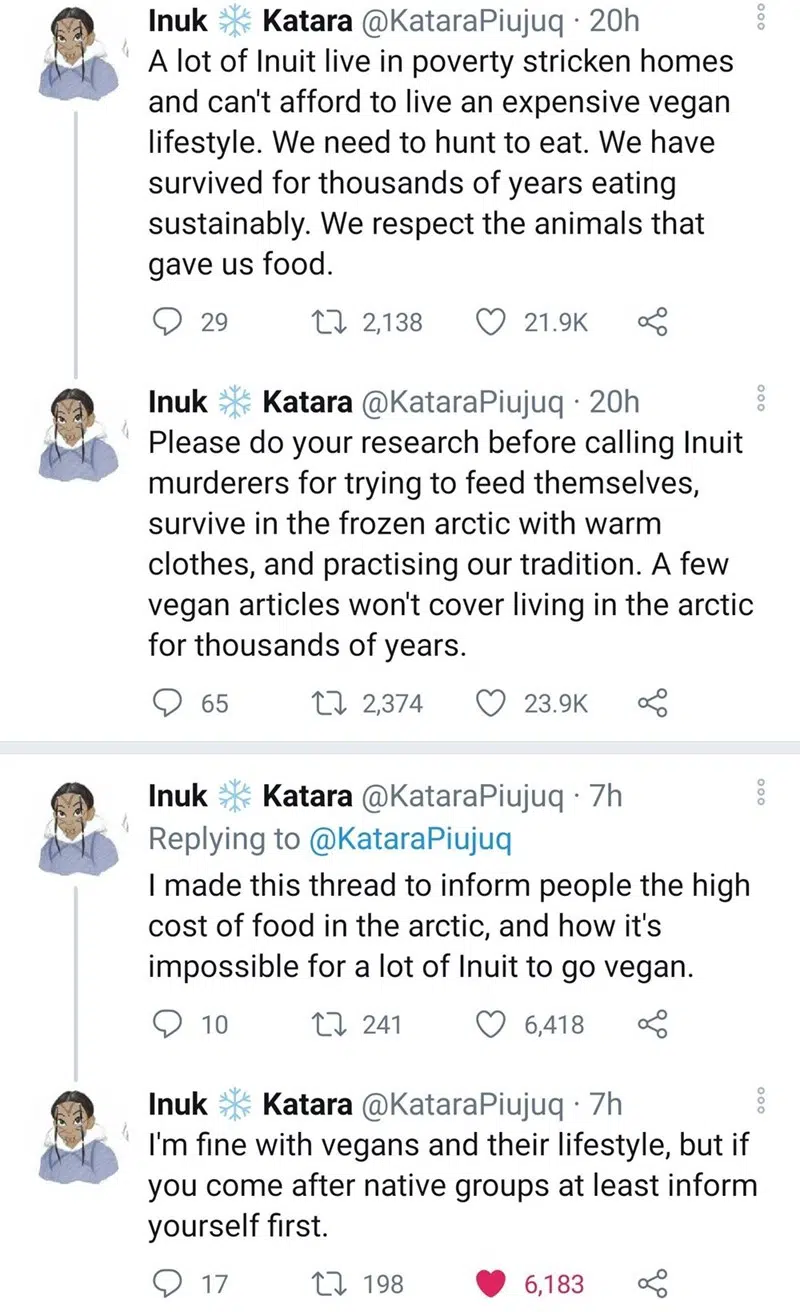 Inuk ❄️ Katara @KataraPiujuq · 20h
A lot of Inuit live in poverty stricken homes
and can't afford to live an expensive vegan
lifestyle. We need to hunt to eat. We have
survived for thousands of years eating
sustainably. We respect the animals that
gave us food.
29 2,138 21.9K
Inuk ❄️ Katara @KataraPiujuq · 20h
Please do your research before calling Inuit
murderers for trying to feed themselves,
survive in the frozen arctic with warm
clothes, and practising our tradition. A few
vegan articles won't cover living in the arctic
for thousands of years.
65 2,374 23.9K
Inuk ❄️ Katara @KataraPiujuq · 7h
Replying to @KataraPiujuq
I made this thread to inform people the high
cost of food in the arctic, and how it's
impossible for a lot of Inuit to go vegan.
10 241 6,418
Inuk ❄️ Katara @KataraPiujuq · 7h
I'm fine with vegans and their lifestyle, but if
you come after native groups at least inform
yourself first.
17 198 6,183